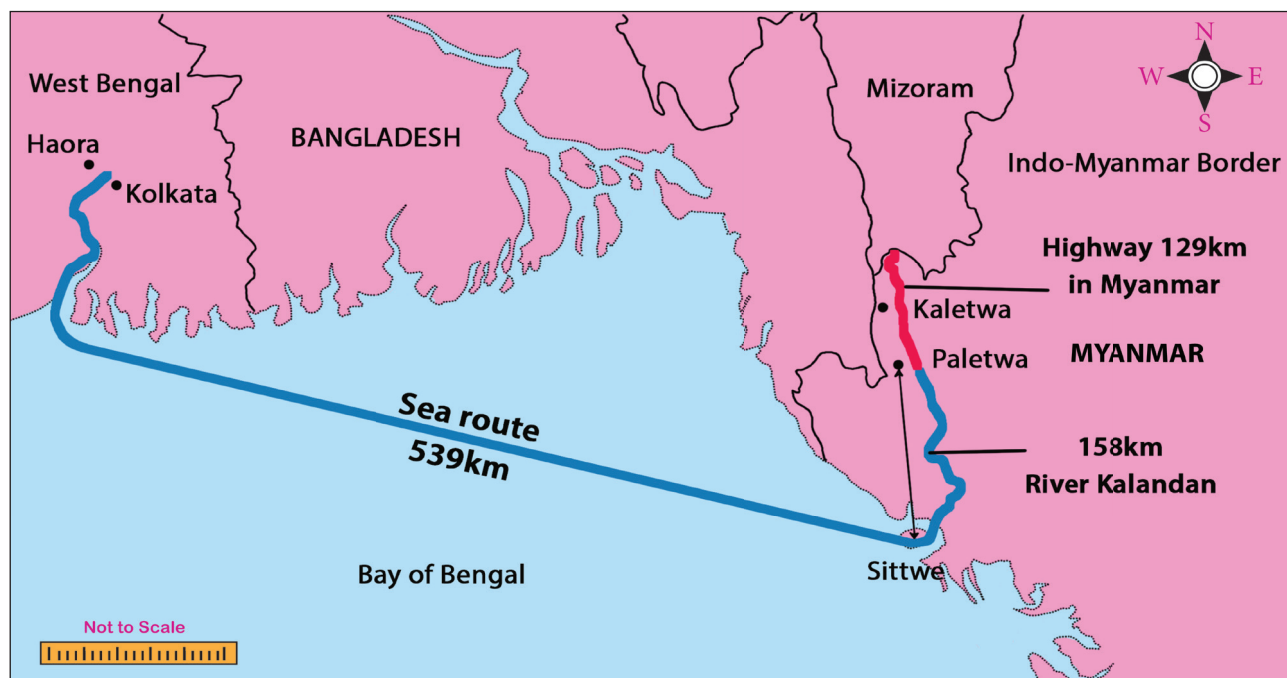 N
W E
S
West Bengal
Haora
Kolkata
BANGLADESH
Mizoram
Indo-Myanmar Border
Highway 129km
in Myanmar
Kaletwa
Paletwa
MYANMAR
Sea route
539km
158km
River Kalandan
Bay of Bengal
Sittwe
Not to Scale